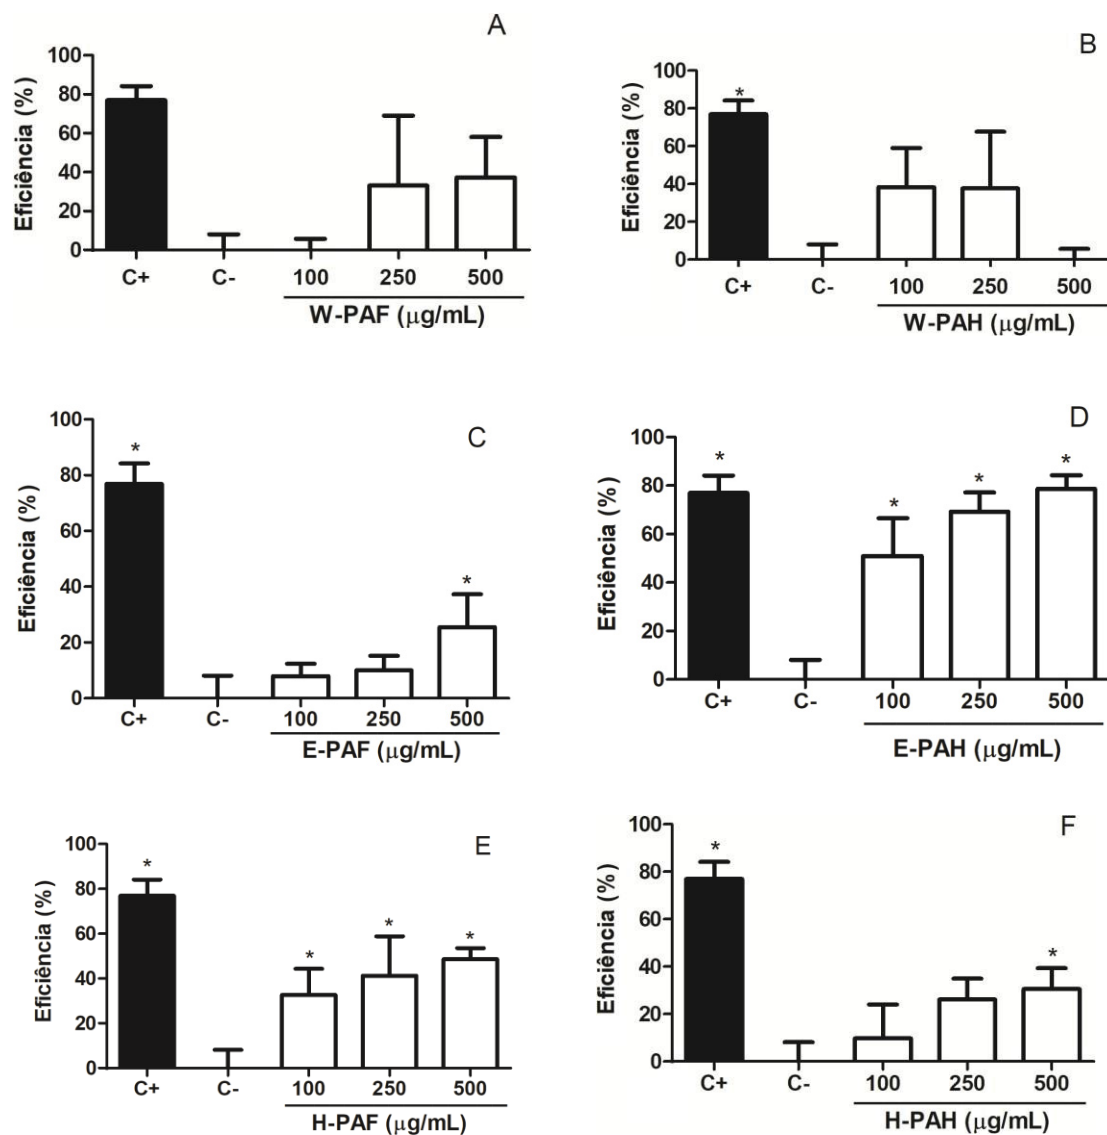 A
Eficiência (%)
100
80
60
40
20
0
C+ C- 100 250 500
W-PAF (μg/mL)
B
Eficiência (%)
100
80
60
40
20
0
*
C+ C- 100 250 500
W-PAH (μg/mL)
C
Eficiência (%)
100
80
60
40
20
0
* *
C+ C- 100 250 500
E-PAF (μg/mL)
D
Eficiência (%)
100
80
60
40
20
0
* * * *
C+ C- 100 250 500
E-PAH (μg/mL)
E
Eficiência (%)
100
80
60
40
20
0
* * * *
C+ C- 100 250 500
H-PAF (μg/mL)
F
Eficiência (%)
100
80
60
40
20
0
* *
C+ C- 100 250 500
H-PAH (μg/mL)